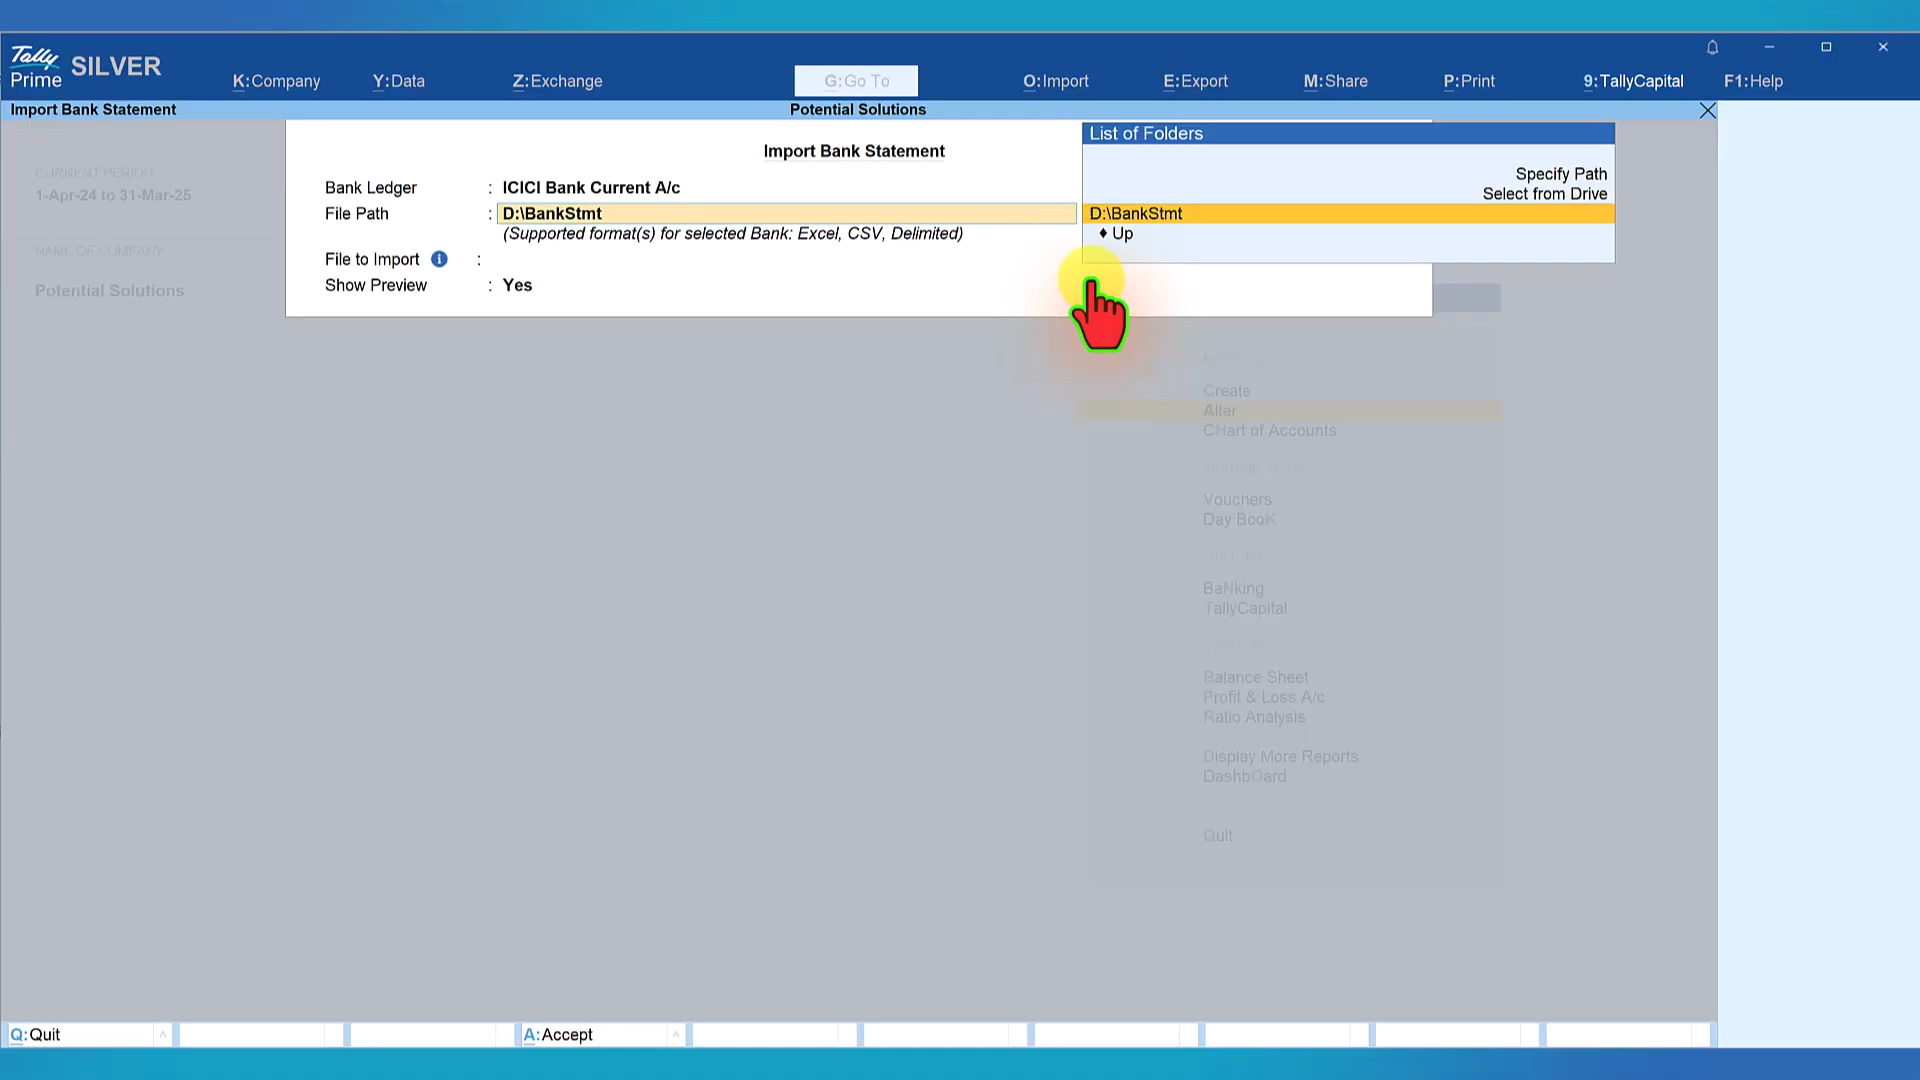 Tally
Prime
SILVER
K:Company
Y:Data
Z:Exchange
G:Go To
O:Import
E:Export
M:Share
P:Print
9:TallyCapital
F1:Help
Import Bank Statement
Potential Solutions
Import Bank Statement
Bank Ledger : ICICI Bank Current A/c
File Path : D:\BankStmt
(Supported format(s) for selected Bank: Excel, CSV, Delimited)
File to Import i :
Show Preview : Yes
List of Folders
Specify Path
Select from Drive
D:\BankStmt
♦ Up
CURRENT PERIOD
1-Apr-24 to 31-Mar-25
NAME OF COMPANY
Potential Solutions
Create
Alter
CHart of Accounts
Vouchers
Day BooK
BaNking
TallyCapital
Balance Sheet
Profit & Loss A/c
Ratio Analysis
Display More Reports
DashbOard
Quit
Q:Quit
A:Accept